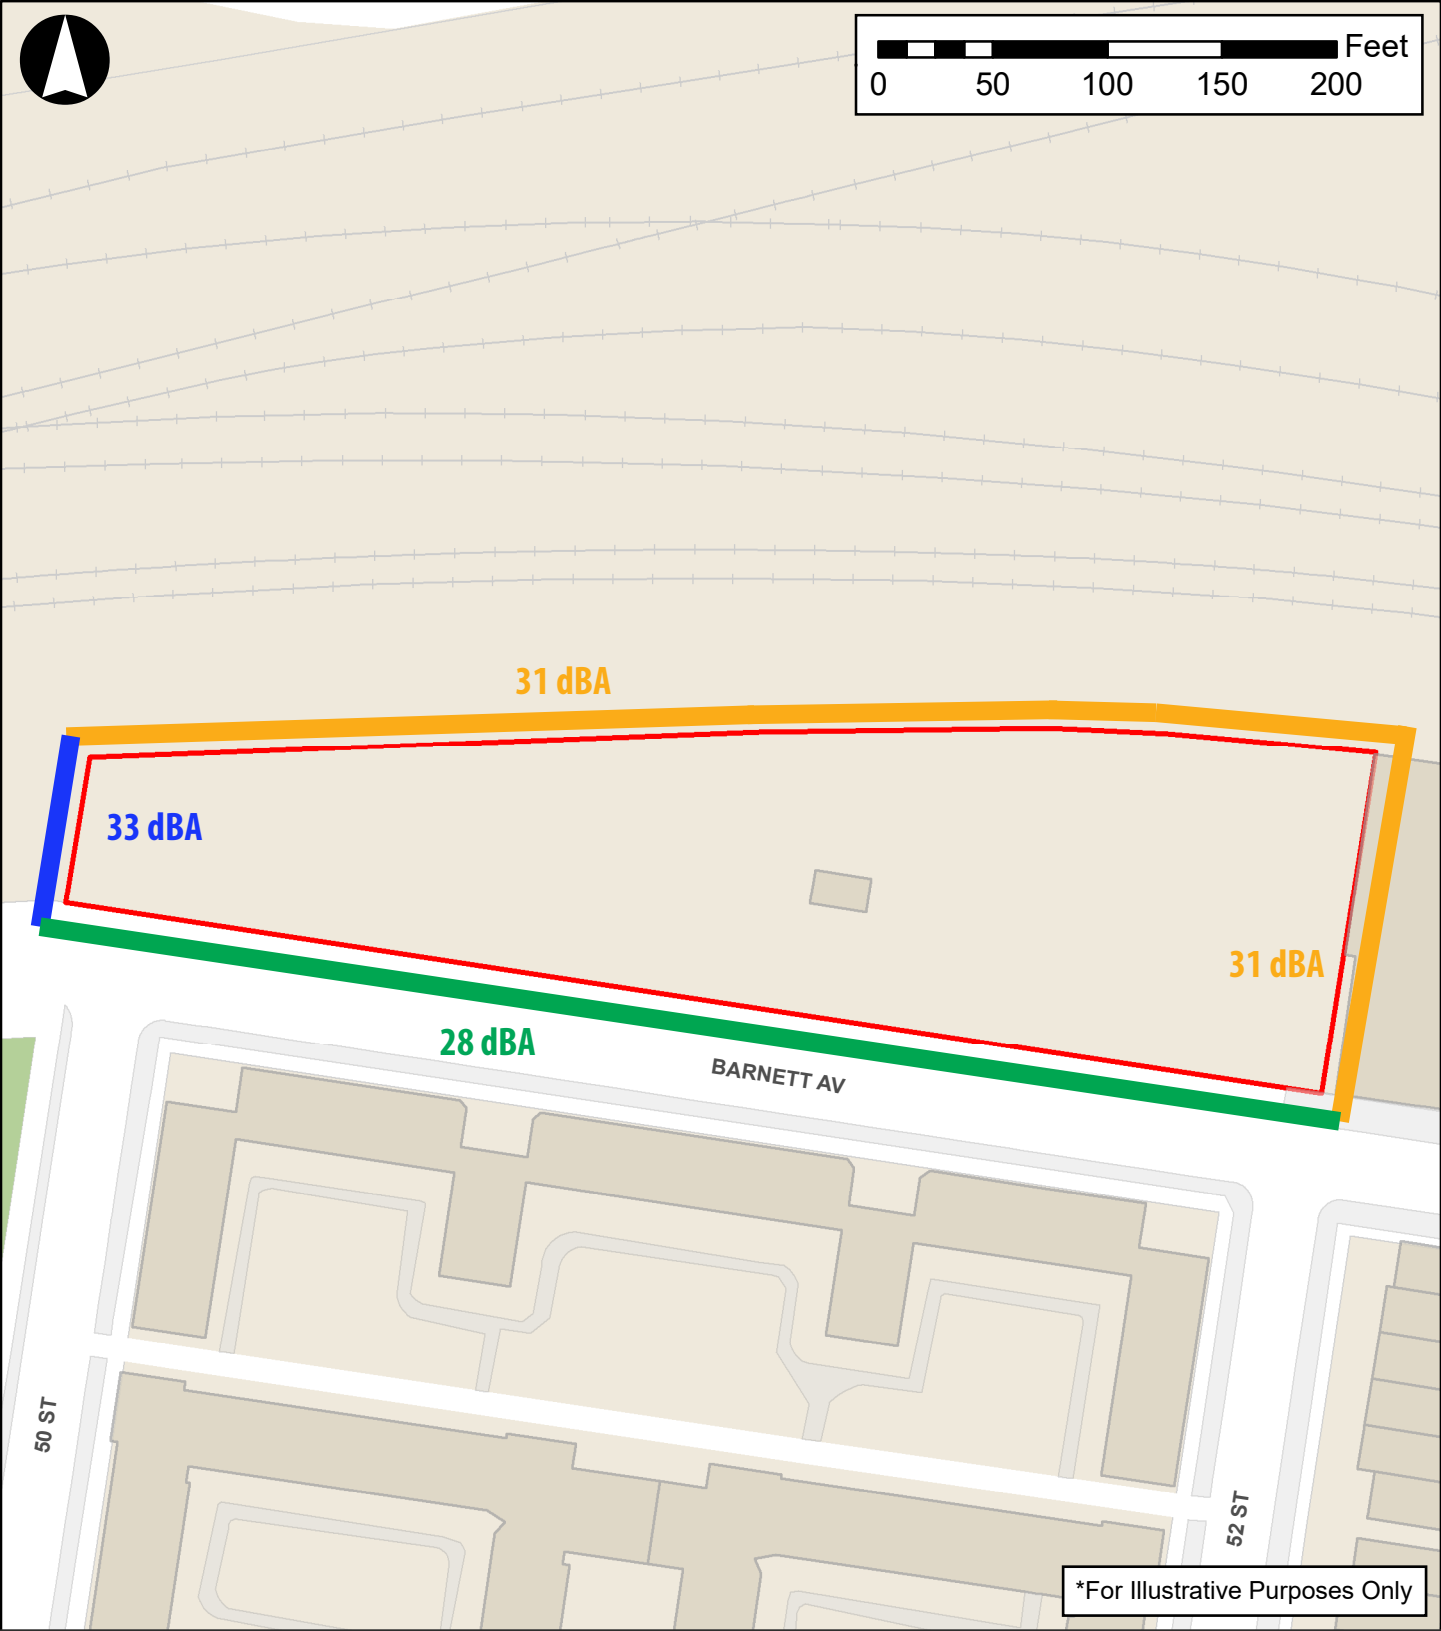 Feet
0 50 100 150 200
31 dBA
33 dBA
31 dBA
28 dBA
BARNETT AV
50 ST
52 ST
*For Illustrative Purposes Only